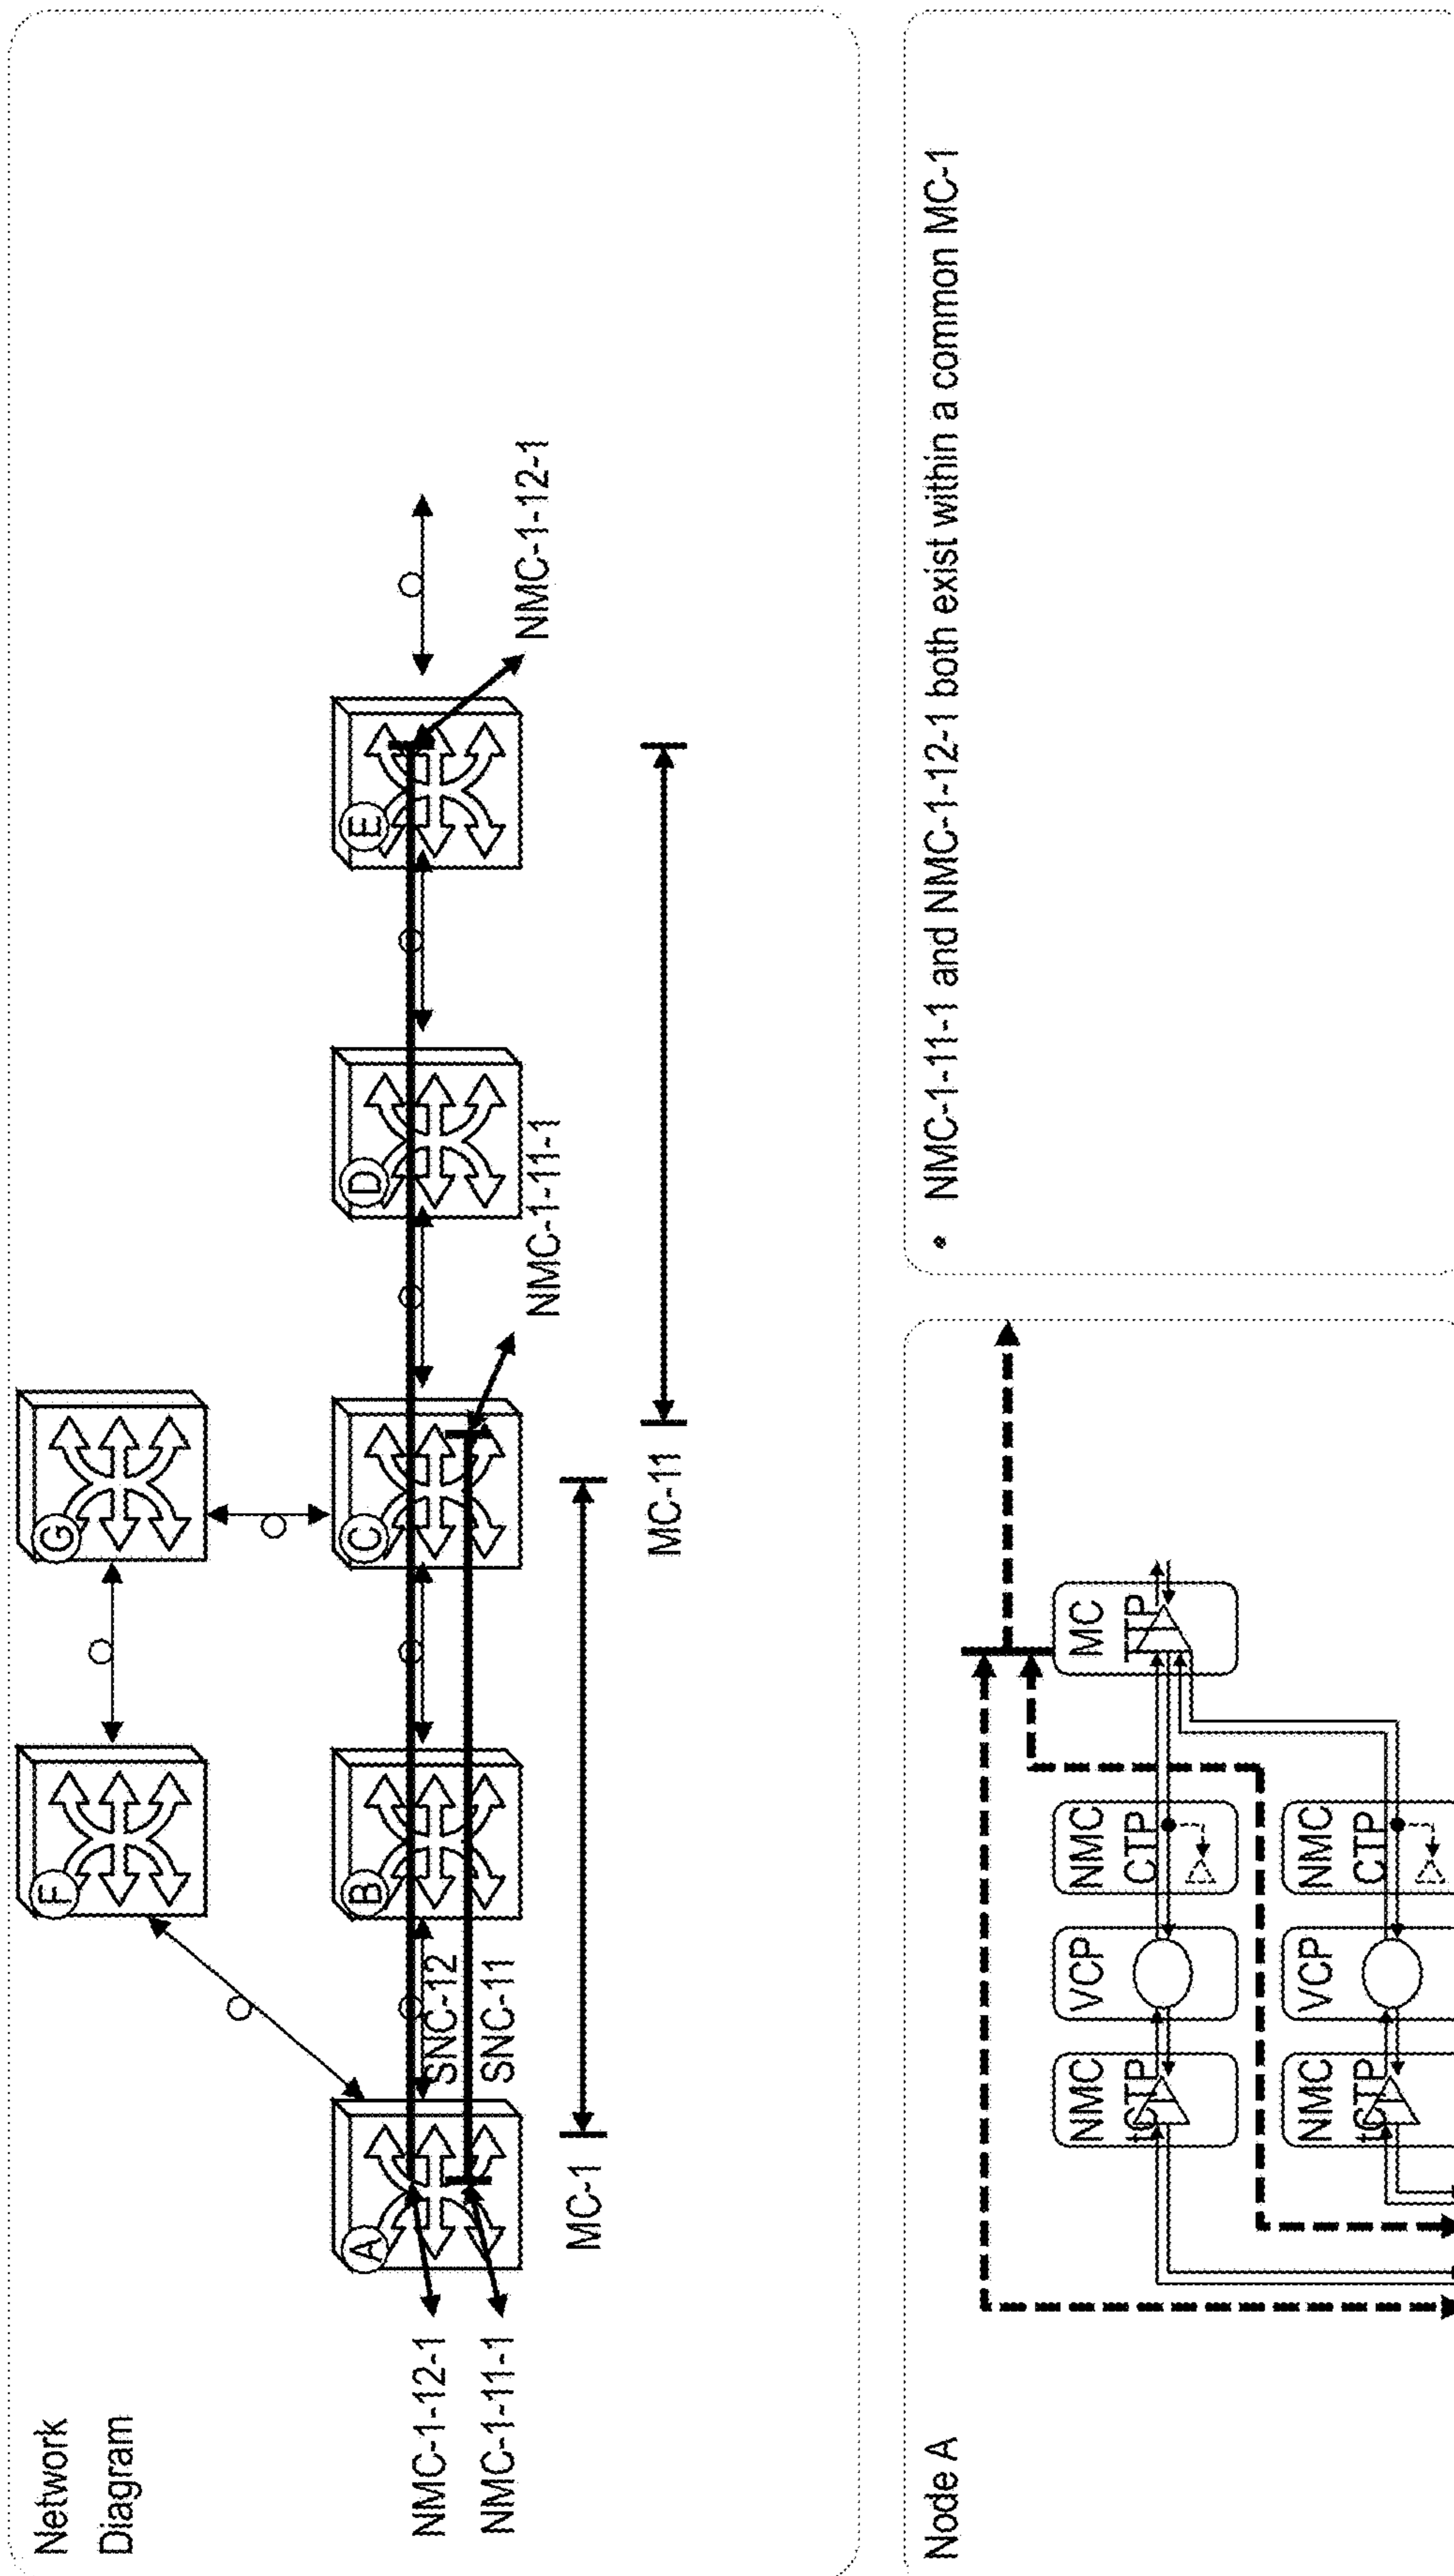 Network
Diagram
F
G
A
B
C
D
E
NMC-1-12-1
NMC-1-11-1
SNC-12
SNC-11
NMC-1-11-1
NMC-1-12-1
MC-1
MC-11
Node A
NMC
tCTP
VCP
NMC
CTP
MC
TTP
NMC
tCTP
VCP
NMC
CTP
• NMC-1-11-1 and NMC-1-12-1 both exist within a common MC-1